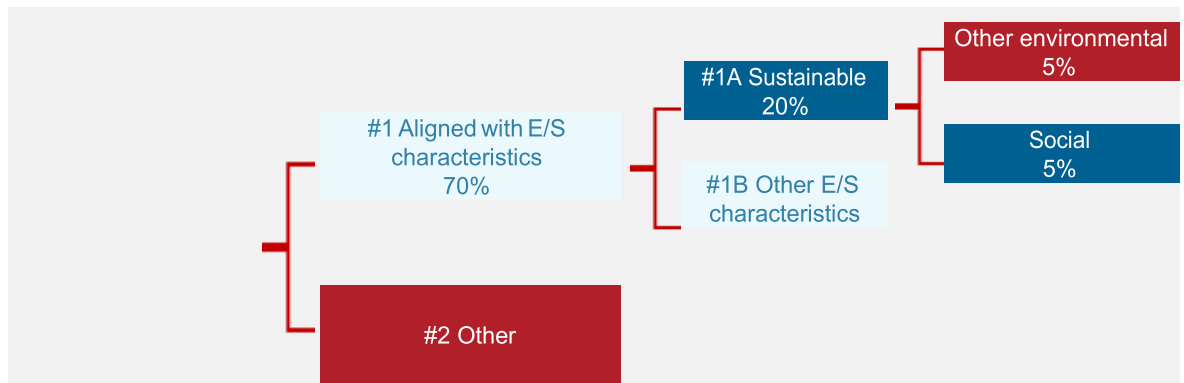 Other environmental
5%
#1A Sustainable
20%
#1 Aligned with E/S
characteristics
70%
Social
5%
#1B Other E/S
characteristics
#2 Other